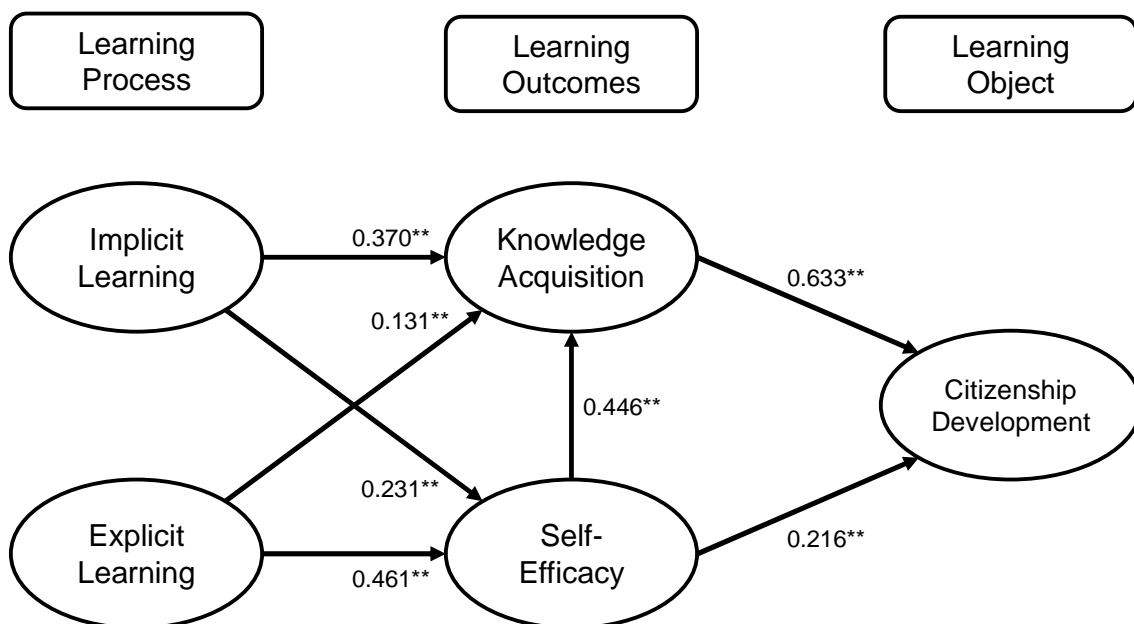 Learning
Process
Learning
Outcomes
Learning
Object
Implicit
Learning
0.370**
Knowledge
Acquisition
0.633**
0.131**
0.446**
Citizenship
Development
0.231**
Explicit
Learning
0.461**
Self-
Efficacy
0.216**